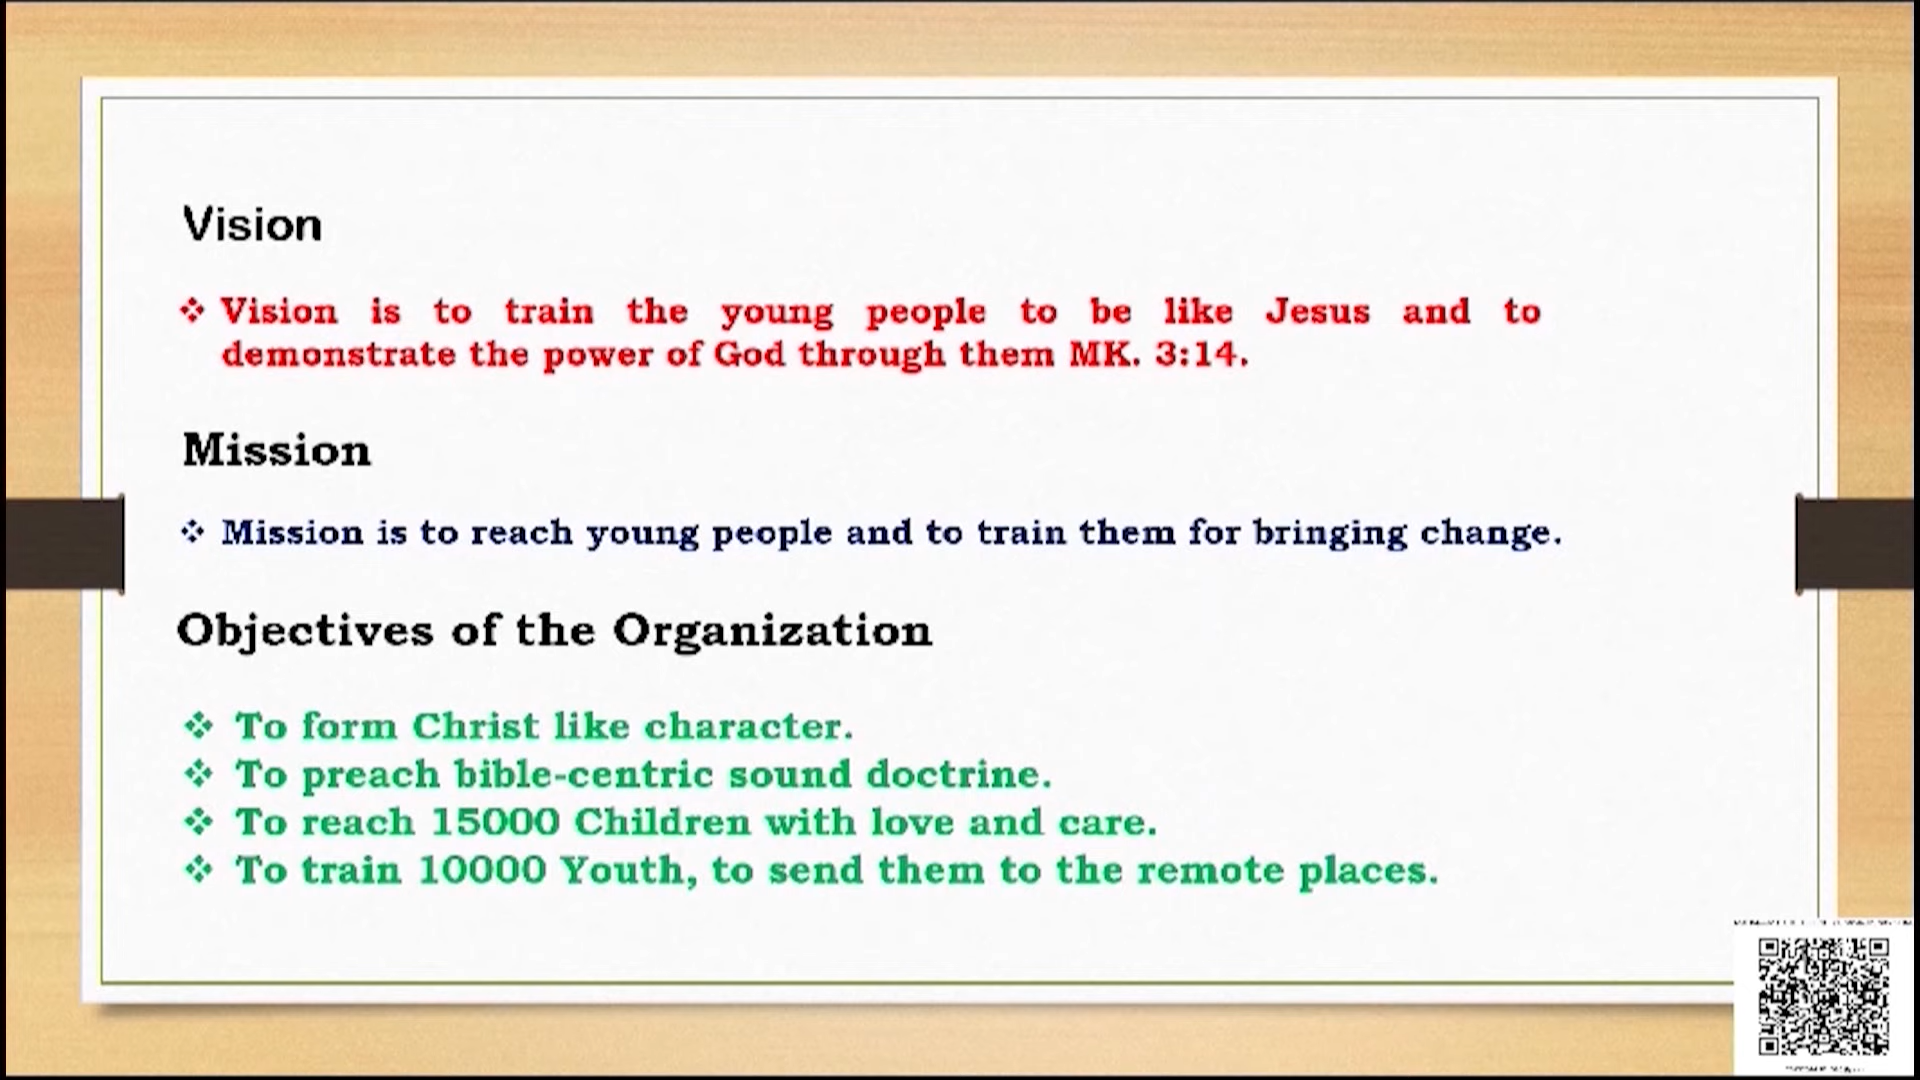 Vision
❖ Vision is to train the young people to be like Jesus and to
demonstrate the power of God through them MK. 3:14.
Mission
❖ Mission is to reach young people and to train them for bringing change.
Objectives of the Organization
❖ To form Christ like character.
❖ To preach bible-centric sound doctrine.
❖ To reach 15000 Children with love and care.
❖ To train 10000 Youth, to send them to the remote places.